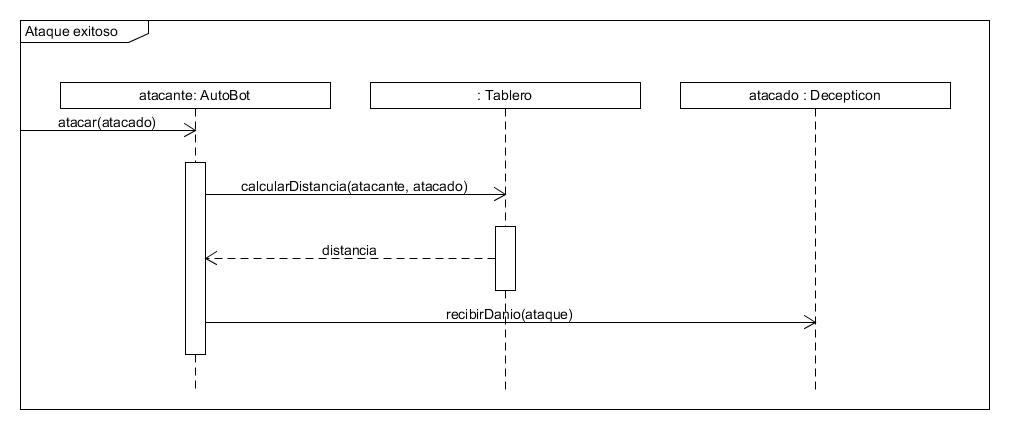 Ataque exitoso
atacante: AutoBot
: Tablero
atacado : Decepticon
atacar(atacado)
calcularDistancia(atacante, atacado)
distancia
recibirDanio(ataque)